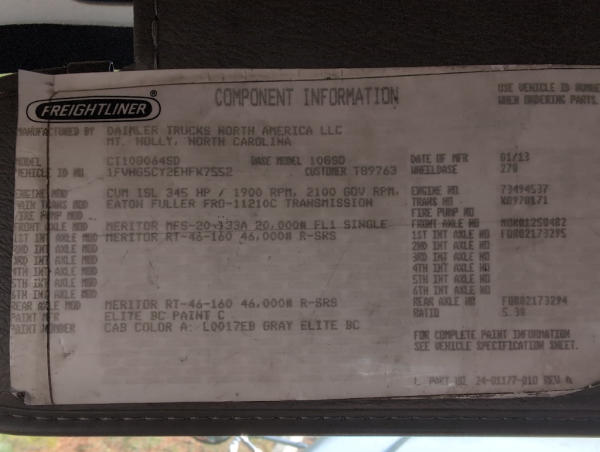 FREIGHTLINER ®
COMPONENT INFORMATION
USE VEHICLE ID NUMBER
WHEN ORDERING PARTS.
MANUFACTURED BY DAIMLER TRUCKS NORTH AMERICA LLC
MT. HOLLY, NORTH CAROLINA
MODEL CT108064SD BASE MODEL 108SD DATE OF MFR 01/13
VEHICLE ID NO 1FVHG5CY2EHFK7552 CUSTOMER T89763 WHEELBASE 270
ENGINE MOD CUM ISL 345 HP / 1900 RPM, 2100 GOV RPM, ENGINE NO 73494537
MAIN TRANS MOD EATON FULLER FRO-11210C TRANSMISSION TRANS NO X0970171
FIRE PUMP MOD FIRE PUMP NO
FRONT AXLE MOD MERITOR MFS-20-133A 20,000# FL1 SINGLE FRONT AXLE NO
1ST INT AXLE MOD MERITOR RT-46-160 46,000# R-SRS 1ST INT AXLE NO
2ND INT AXLE MOD 2ND INT AXLE NO
3RD INT AXLE MOD 3RD INT AXLE NO
4TH INT AXLE MOD 4TH INT AXLE NO
5TH INT AXLE MOD 5TH INT AXLE NO
6TH INT AXLE MOD 6TH INT AXLE NO
REAR AXLE MOD MERITOR RT-46-160 46,000# R-SRS REAR AXLE NO
PAINT MFR ELITE BC PAINT C RATIO 5.38
PAINT NUMBER CAB COLOR A: L0017EB GRAY ELITE BC
FOR COMPLETE PAINT INFORMATION
SEE VEHICLE SPECIFICATION SHEET.
PART NO. 24-01177-010 REV A